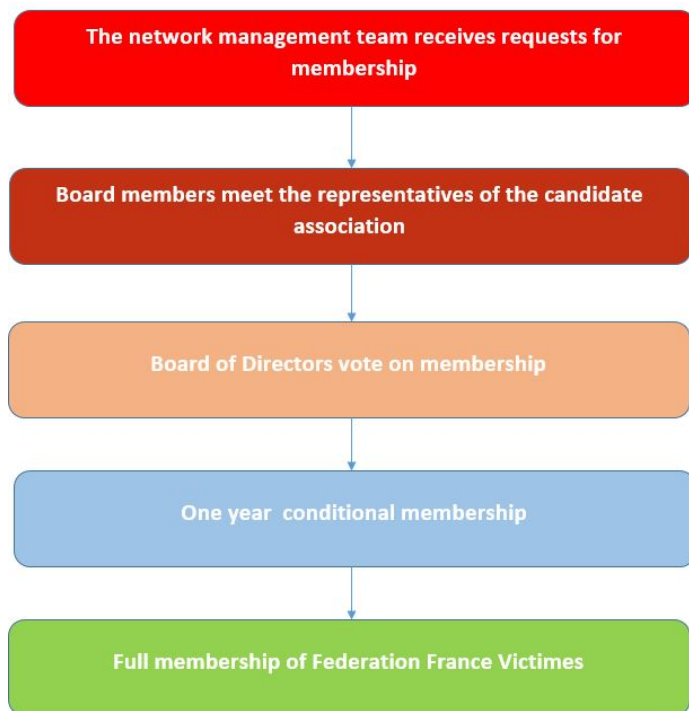 The network management team receives requests for
membership
Board members meet the representatives of the candidate
association
Board of Directors vote on membership
One year conditional membership
Full membership of Federation France Victimes